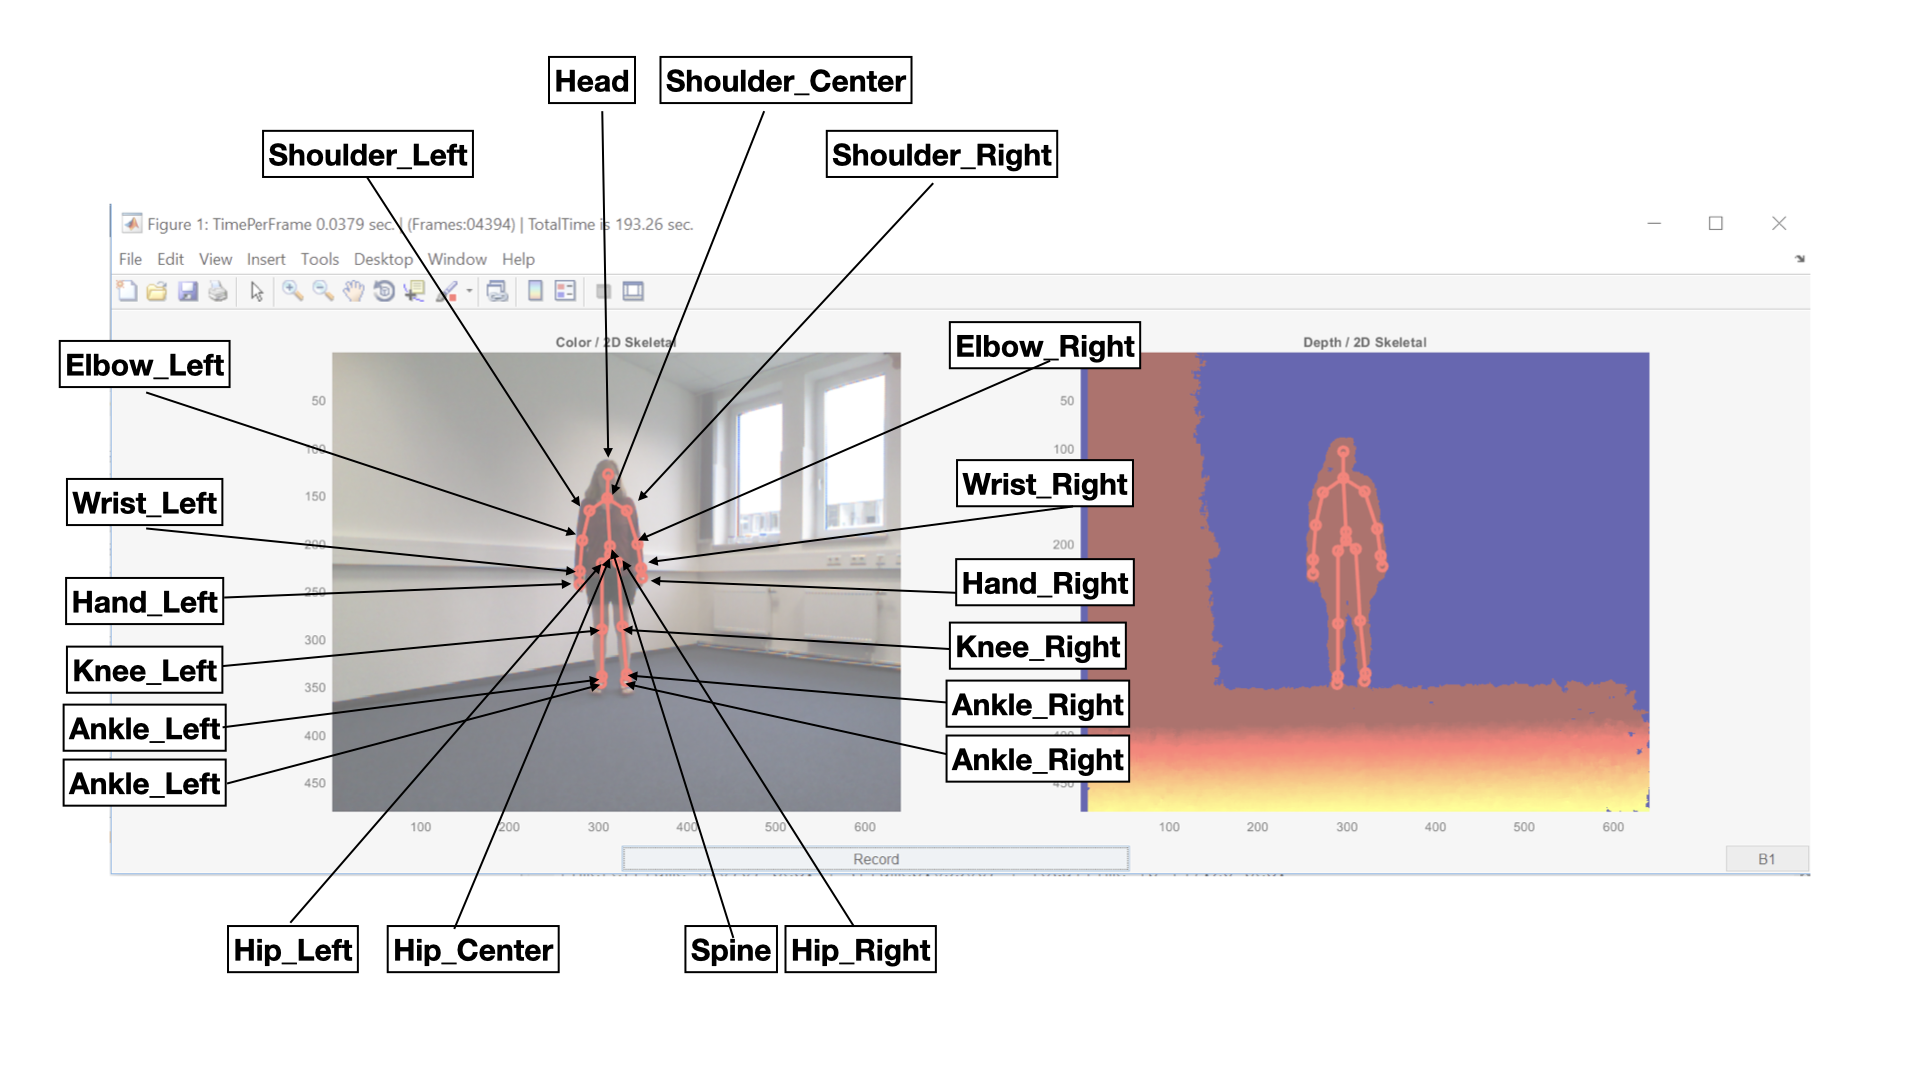 Head
Shoulder_Center
Shoulder_Left
Shoulder_Right
Figure 1: TimePerFrame 0.0379 sec. | (Frames:04394) | TotalTime is 193.26 sec.
File Edit View Insert Tools Desktop Window Help
Color / 2D Skeletal
Depth / 2D Skeletal
Elbow_Left
Elbow_Right
50
100
150
200
250
300
350
400
450
50
100
200
400
450
Wrist_Left
Wrist_Right
Hand_Left
Hand_Right
Knee_Left
Knee_Right
Ankle_Left
Ankle_Right
Ankle_Left
Ankle_Right
100 200 300 400 500 600
100 200 300 400 500 600
Record
B1
Hip_Left
Hip_Center
Spine
Hip_Right